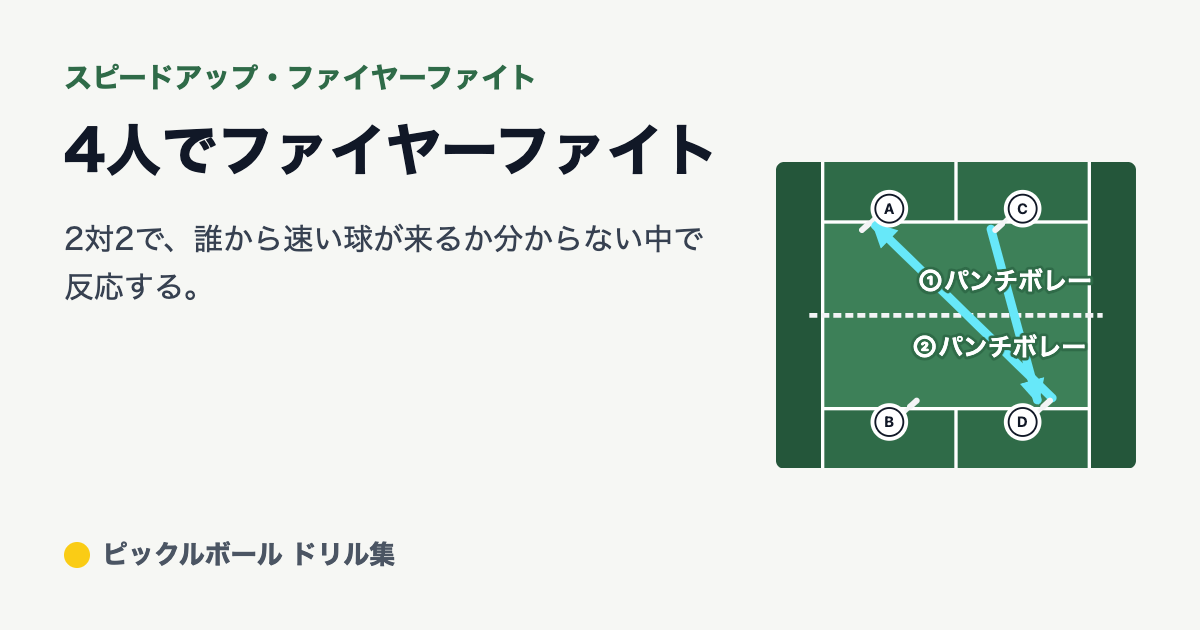 スピードアップ・ファイヤーファイト
4人でファイヤーファイト
2対2で、誰から速い球が来るか分からない中で
反応する。
A
C
①パンチボレー
②パンチボレー
B
D
ピックルボール ドリル集